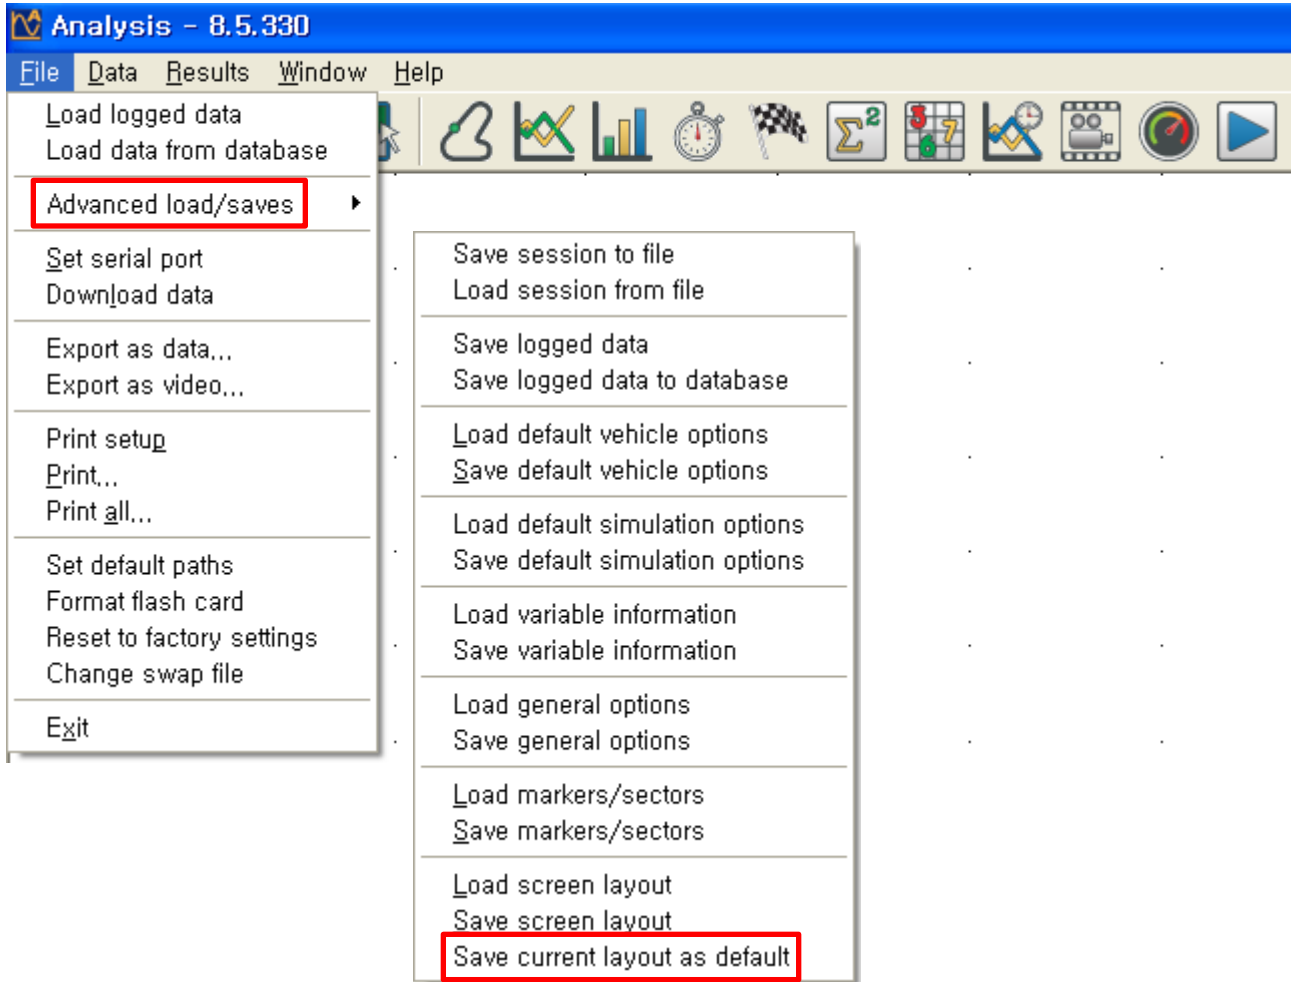 Analysis - 8.5.330
File Data Results Window Help
Load logged data
Load data from database
Advanced load/saves
Set serial port
Download data
Export as data...
Export as video...
Print setup
Print...
Print all...
Set default paths
Format flash card
Reset to factory settings
Change swap file
Exit
Save session to file
Load session from file
Save logged data
Save logged data to database
Load default vehicle options
Save default vehicle options
Load default simulation options
Save default simulation options
Load variable information
Save variable information
Load general options
Save general options
Load markers/sectors
Save markers/sectors
Load screen layout
Save screen layout
Save current layout as default